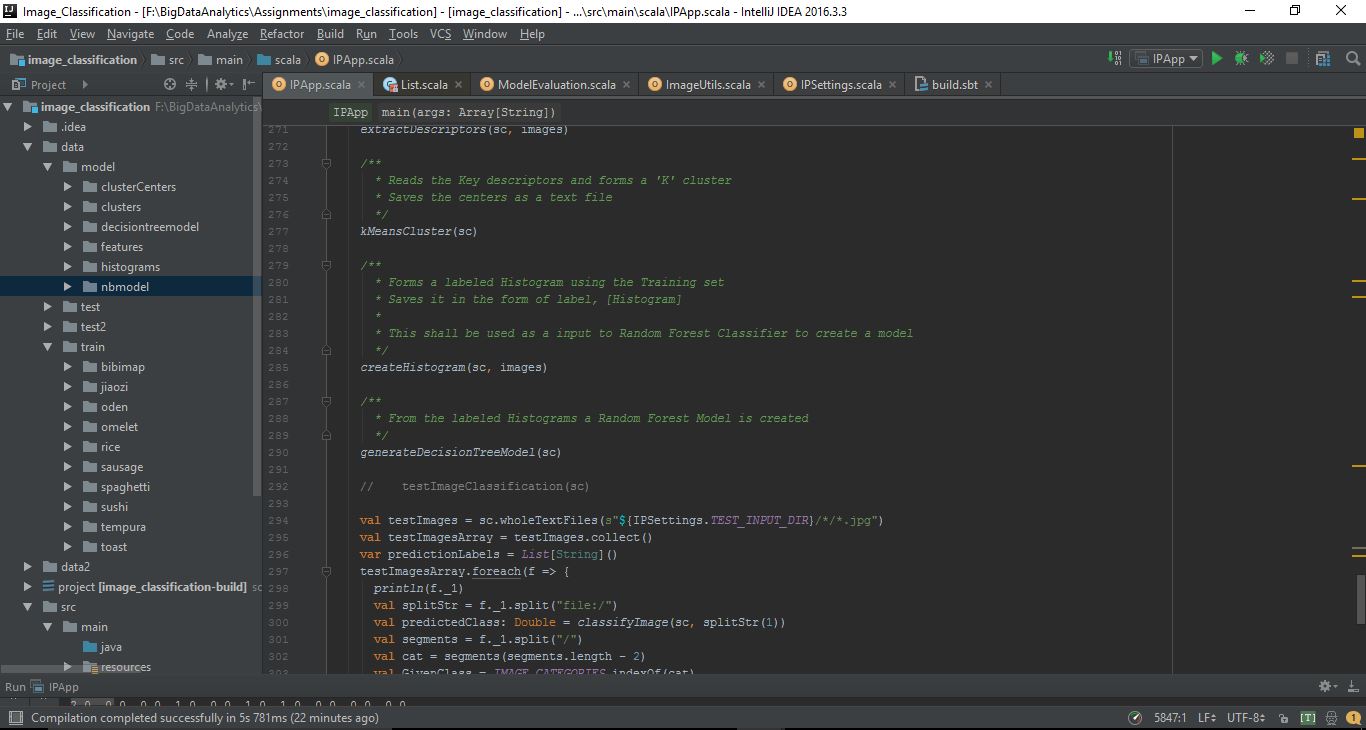 Image_Classification - [F:\BigDataAnalytics\Assignments\image_classification] - [image_classification] - ...\src\main\scala\IPApp.scala - IntelliJ IDEA 2016.3.3
File Edit View Navigate Code Analyze Refactor Build Run Tools VCS Window Help
image_classification src main scala IPApp.scala IPApp
Project
IPApp.scala List.scala ModelEvaluation.scala ImageUtils.scala IPSettings.scala build.sbt
IPApp main(args: Array[String])
image_classification F:\BigDataAnalytics\
.idea
data
model
clusterCenters
clusters
decisiontreemodel
features
histograms
nbmodel
test
test2
train
bibimap
jiaozi
oden
omelet
rice
sausage
spaghetti
sushi
tempura
toast
data2
project [image_classification-build] sc
src
main
java
resources
271 extractDescriptors(sc, images)
272
273 /**
274 * Reads the Key descriptors and forms a 'K' cluster
275 * Saves the centers as a text file
276 */
277 kMeansCluster(sc)
278
279 /**
280 * Forms a labeled Histogram using the Training set
281 * Saves it in the form of label, [Histogram]
282 *
283 * This shall be used as a input to Random Forest Classifier to create a model
284 */
285 createHistogram(sc, images)
286
287 /**
288 * From the labeled Histograms a Random Forest Model is created
289 */
290 generateDecisionTreeModel(sc)
291
292 // testImageClassification(sc)
293
294 val testImages = sc.wholeTextFiles(s"${IPSettings.TEST_INPUT_DIR}/*/*.jpg")
295 val testImagesArray = testImages.collect()
296 var predictionLabels = List[String]()
297 testImagesArray.foreach(f => {
298 println(f._1)
299 val splitStr = f._1.split("file:/")
300 val predictedClass: Double = classifyImage(sc, splitStr(1))
301 val segments = f._1.split("/")
302 val cat = segments(segments.length - 2)
303 val GivenClass = IMAGE_CATEGORIES.indexOf(cat)
Run IPApp
Compilation completed successfully in 5s 781ms (22 minutes ago)
5847:1 LF UTF-8 [T] 1